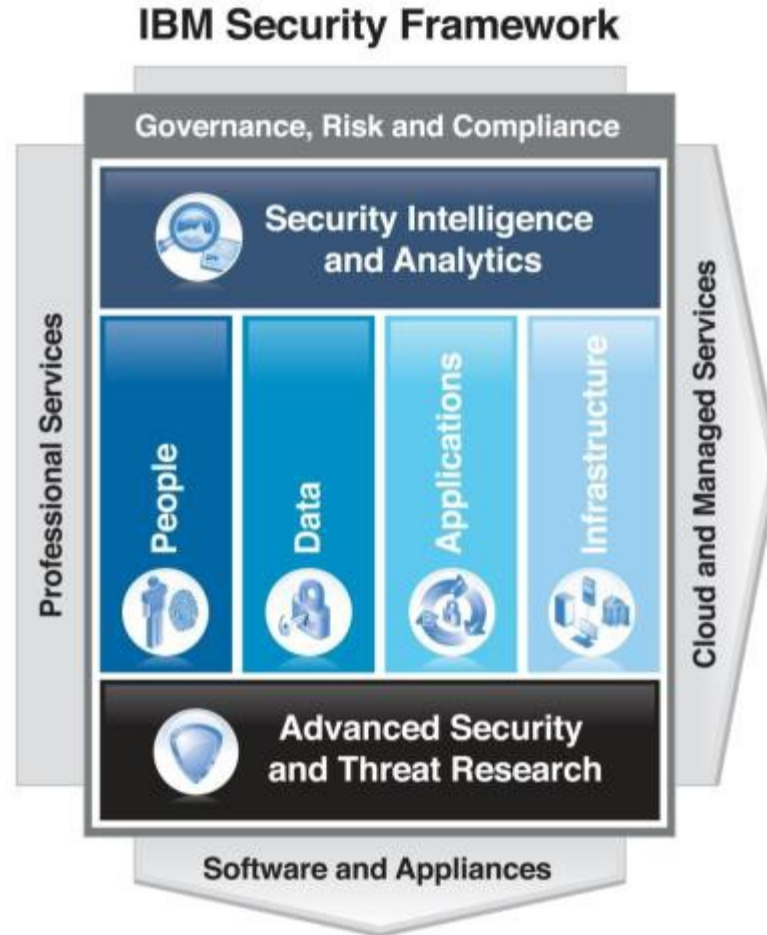 IBM Security Framework
Governance, Risk and Compliance
Security Intelligence
and Analytics
Professional Services
People
Data
Applications
Infrastructure
Cloud and Managed Services
Advanced Security
and Threat Research
Software and Appliances